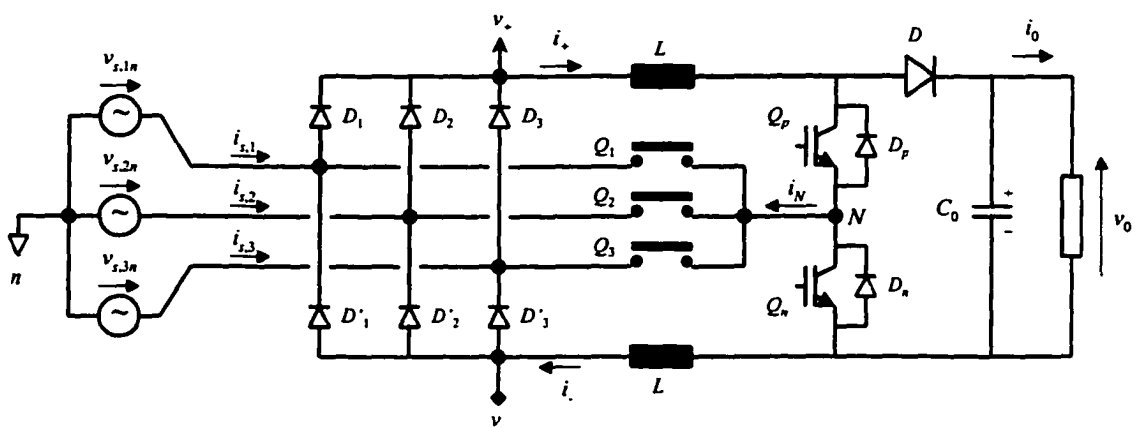 v+
i+
L
D
i0
vs,1n
D1
D2
D3
Qp
Dp
is,1
Q1
vs,2n
is,2
Q2
iN
N
C0
+
-
v0
vs,3n
is,3
Q3
n
D'1
D'2
D'3
Qn
Dn
L
i-
v